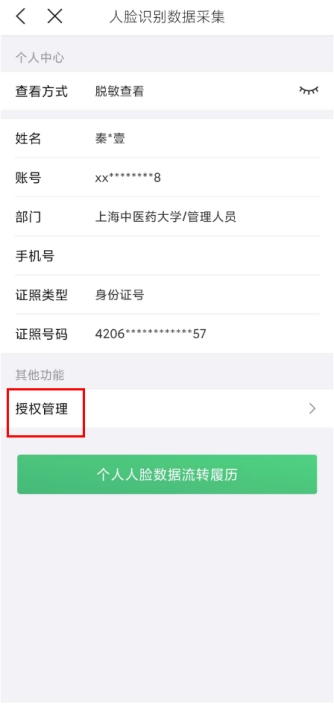 人脸识别数据采集
个人中心
查看方式 脱敏查看
姓名 秦*壹
账号 xx********8
部门 上海中医药大学/管理人员
手机号
证照类型 身份证号
证照号码 4206************57
其他功能
授权管理
个人人脸数据流转履历